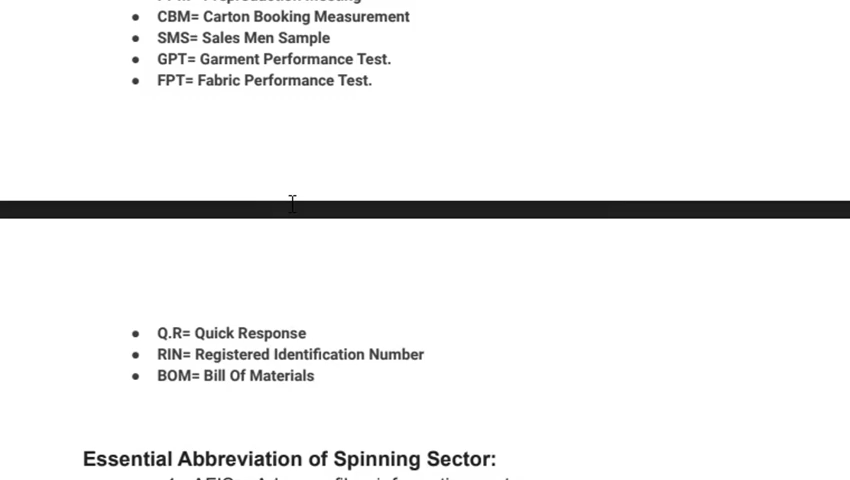 ● CBM= Carton Booking Measurement
● SMS= Sales Men Sample
● GPT= Garment Performance Test.
● FPT= Fabric Performance Test.
● Q.R= Quick Response
● RIN= Registered Identification Number
● BOM= Bill Of Materials
Essential Abbreviation of Spinning Sector: